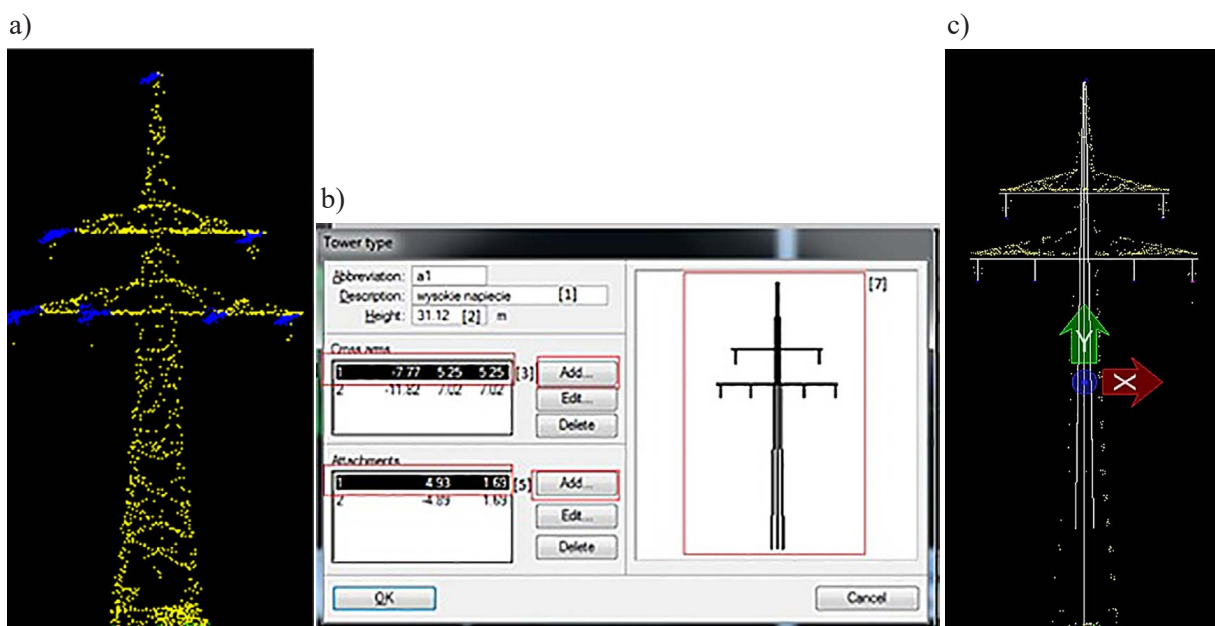 a)
b)
c)
Tower type
Abbreviation: a1
Description: wysokie napiecie [1]
Height: 31.12 [2] m
[7]
Cross arms
1 -7.77 5.25 5.25 [3] Add...
2 -11.82 7.02 7.02 Edit...
Delete
Attachments
1 4.93 1.69 [5] Add...
2 -4.89 1.69
Edit...
Delete
OK Cancel
Y
X